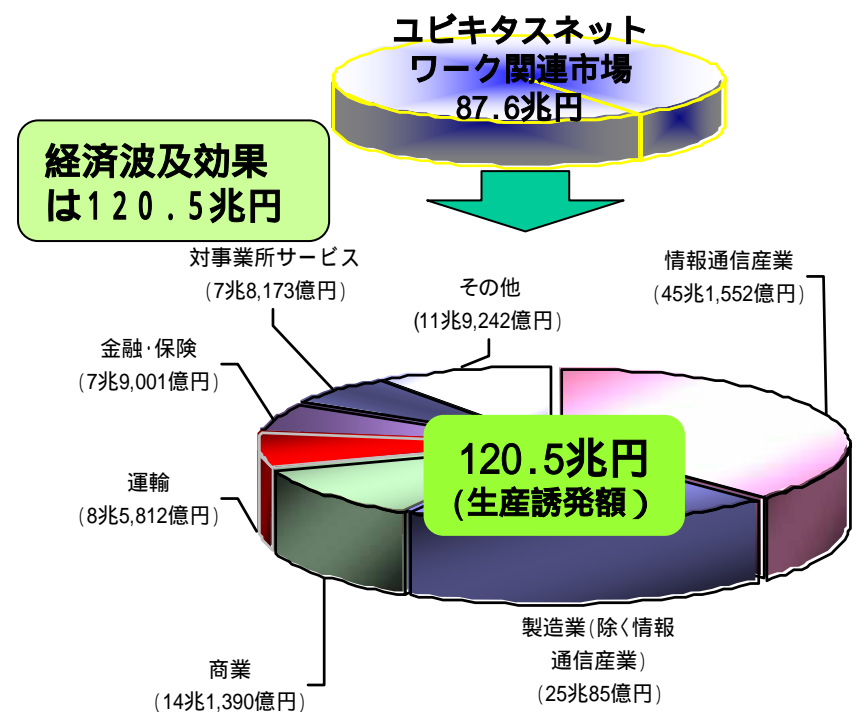 ユビキタスネット
ワーク関連市場
87.6兆円
経済波及効果
は120.5兆円
対事業所サービス
(7兆8,173億円)
その他
(11兆9,242億円)
情報通信産業
(45兆1,552億円)
金融・保険
(7兆9,001億円)
120.5兆円
(生産誘発額)
運輸
(8兆5,812億円)
製造業(除く情報
通信産業)
(25兆85億円)
商業
(14兆1,390億円)